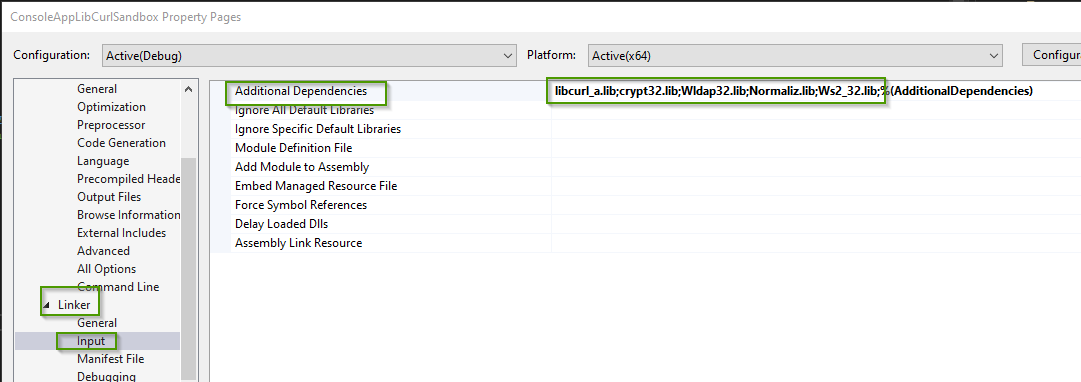 ConsoleAppLibCurlSandbox Property Pages
Configuration: Active(Debug) Platform: Active(x64) Configur
General
Optimization
Preprocessor
Code Generation
Language
Precompiled Heade
Output Files
Browse Information
External Includes
Advanced
All Options
Command Line
Linker
General
Input
Manifest File
Debugging
Additional Dependencies libcurl_a.lib;crypt32.lib;Wldap32.lib;Normaliz.lib;Ws2_32.lib;%(AdditionalDependencies)
Ignore All Default Libraries
Ignore Specific Default Libraries
Module Definition File
Add Module to Assembly
Embed Managed Resource File
Force Symbol References
Delay Loaded Dlls
Assembly Link Resource